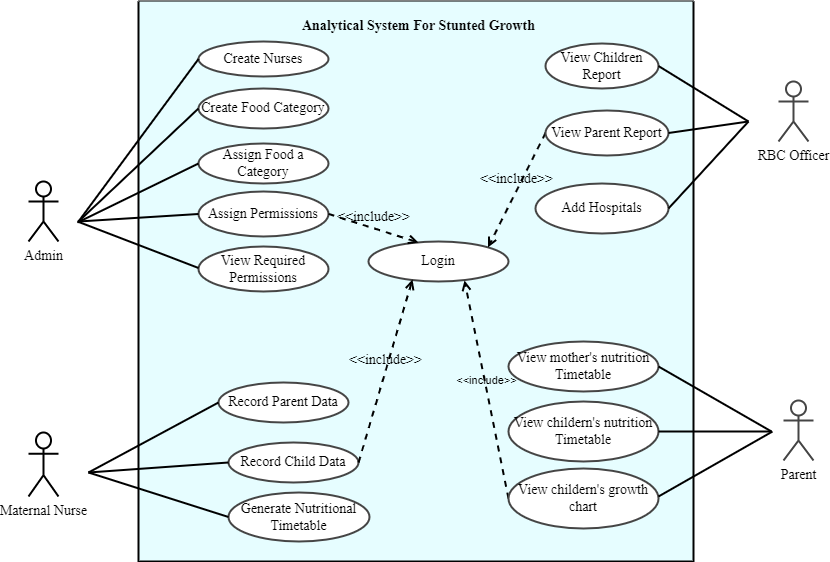 Analytical System For Stunted Growth
Create Nurses
Create Food Category
Assign Food a
Category
Assign Permissions
View Required
Permissions
Admin
View Children
Report
View Parent Report
Add Hospitals
RBC Officer
<<include>>
<<include>>
Login
<<include>>
<<include>>
Record Parent Data
Record Child Data
Generate Nutritional
Timetable
Maternal Nurse
View mother's nutrition
Timetable
View childern's nutrition
Timetable
View childern's growth
chart
Parent